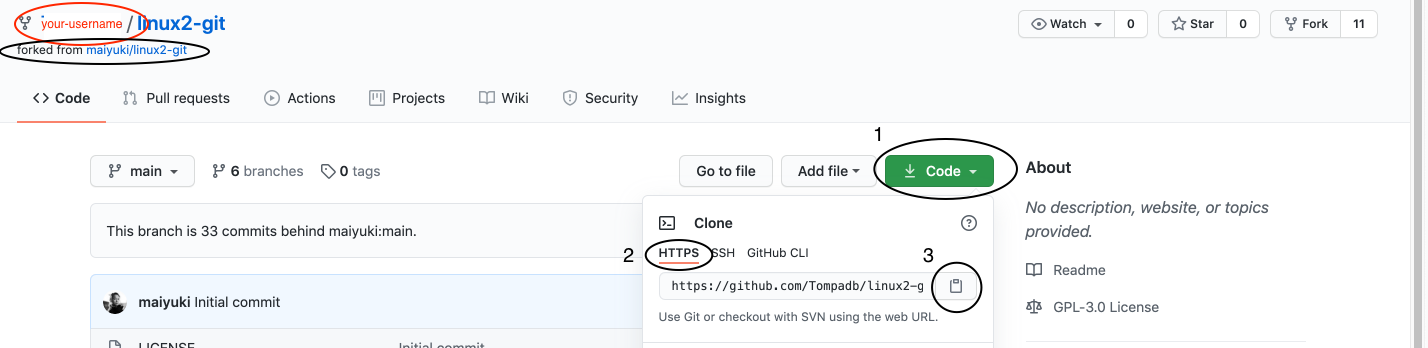 your-username / linux2-git
Watch 0 Star 0 Fork 11
forked from maiyuki/linux2-git
Code Pull requests Actions Projects Wiki Security Insights
1
main 6 branches 0 tags Go to file Add file Code About
No description, website, or topics
provided.
This branch is 33 commits behind maiyuki:main.
Clone
2 HTTPS SSH GitHub CLI 3
Readme
https://github.com/Tompadb/linux2-g
maiyuki Initial commit
GPL-3.0 License
Use Git or checkout with SVN using the web URL.
LICENSE Initial commit